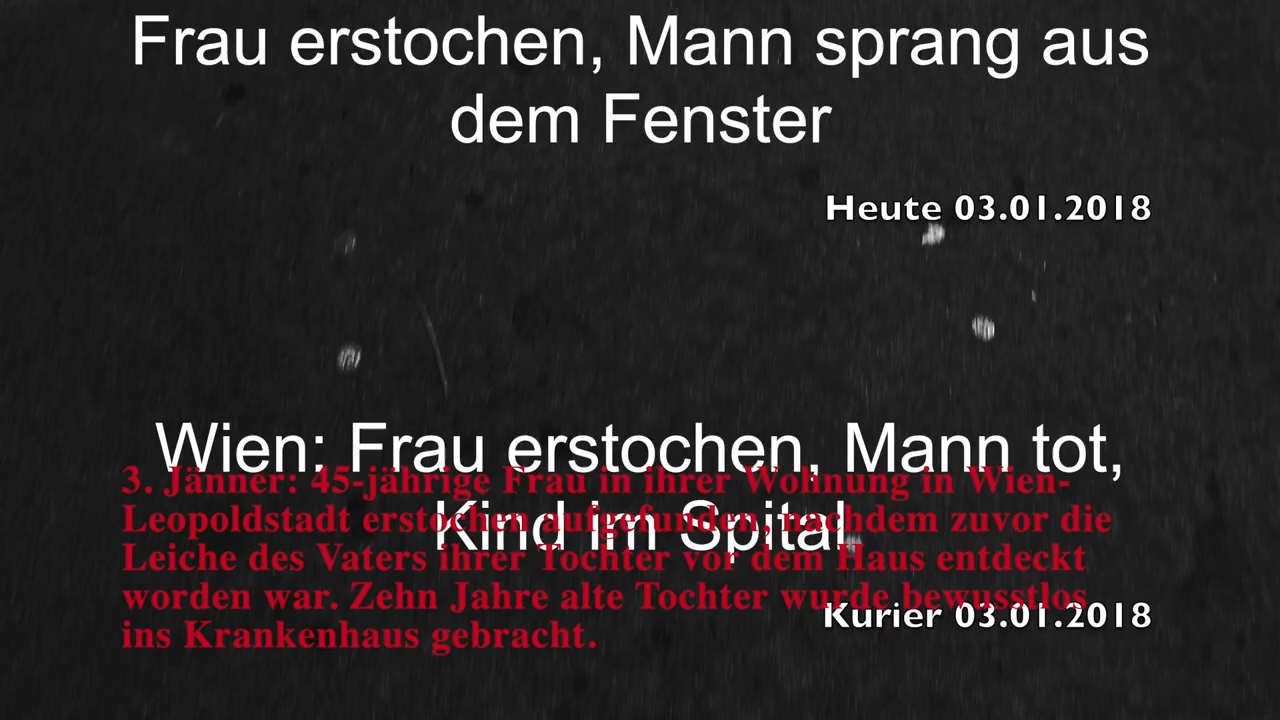 Frau erstochen, Mann sprang aus
dem Fenster
Heute 03.01.2018
Wien: Frau erstochen, Mann tot,
Kind im Spital
Kurier 03.01.2018
3. Jänner: 45-jährige Frau in ihrer Wohnung in Wien-
Leopoldstadt erstochen aufgefunden, nachdem zuvor die
Leiche des Vaters ihrer Tochter vor dem Haus entdeckt
worden war. Zehn Jahre alte Tochter wurde bewusstlos
ins Krankenhaus gebracht.